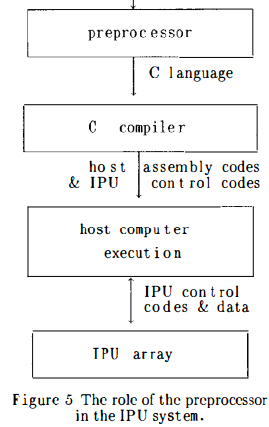 preprocessor
C language
C compiler
host assembly codes
& IPU control codes
host computer
execution
IPU control
codes & data
IPU array
Figure 5 The role of the preprocessor
in the IPU system.